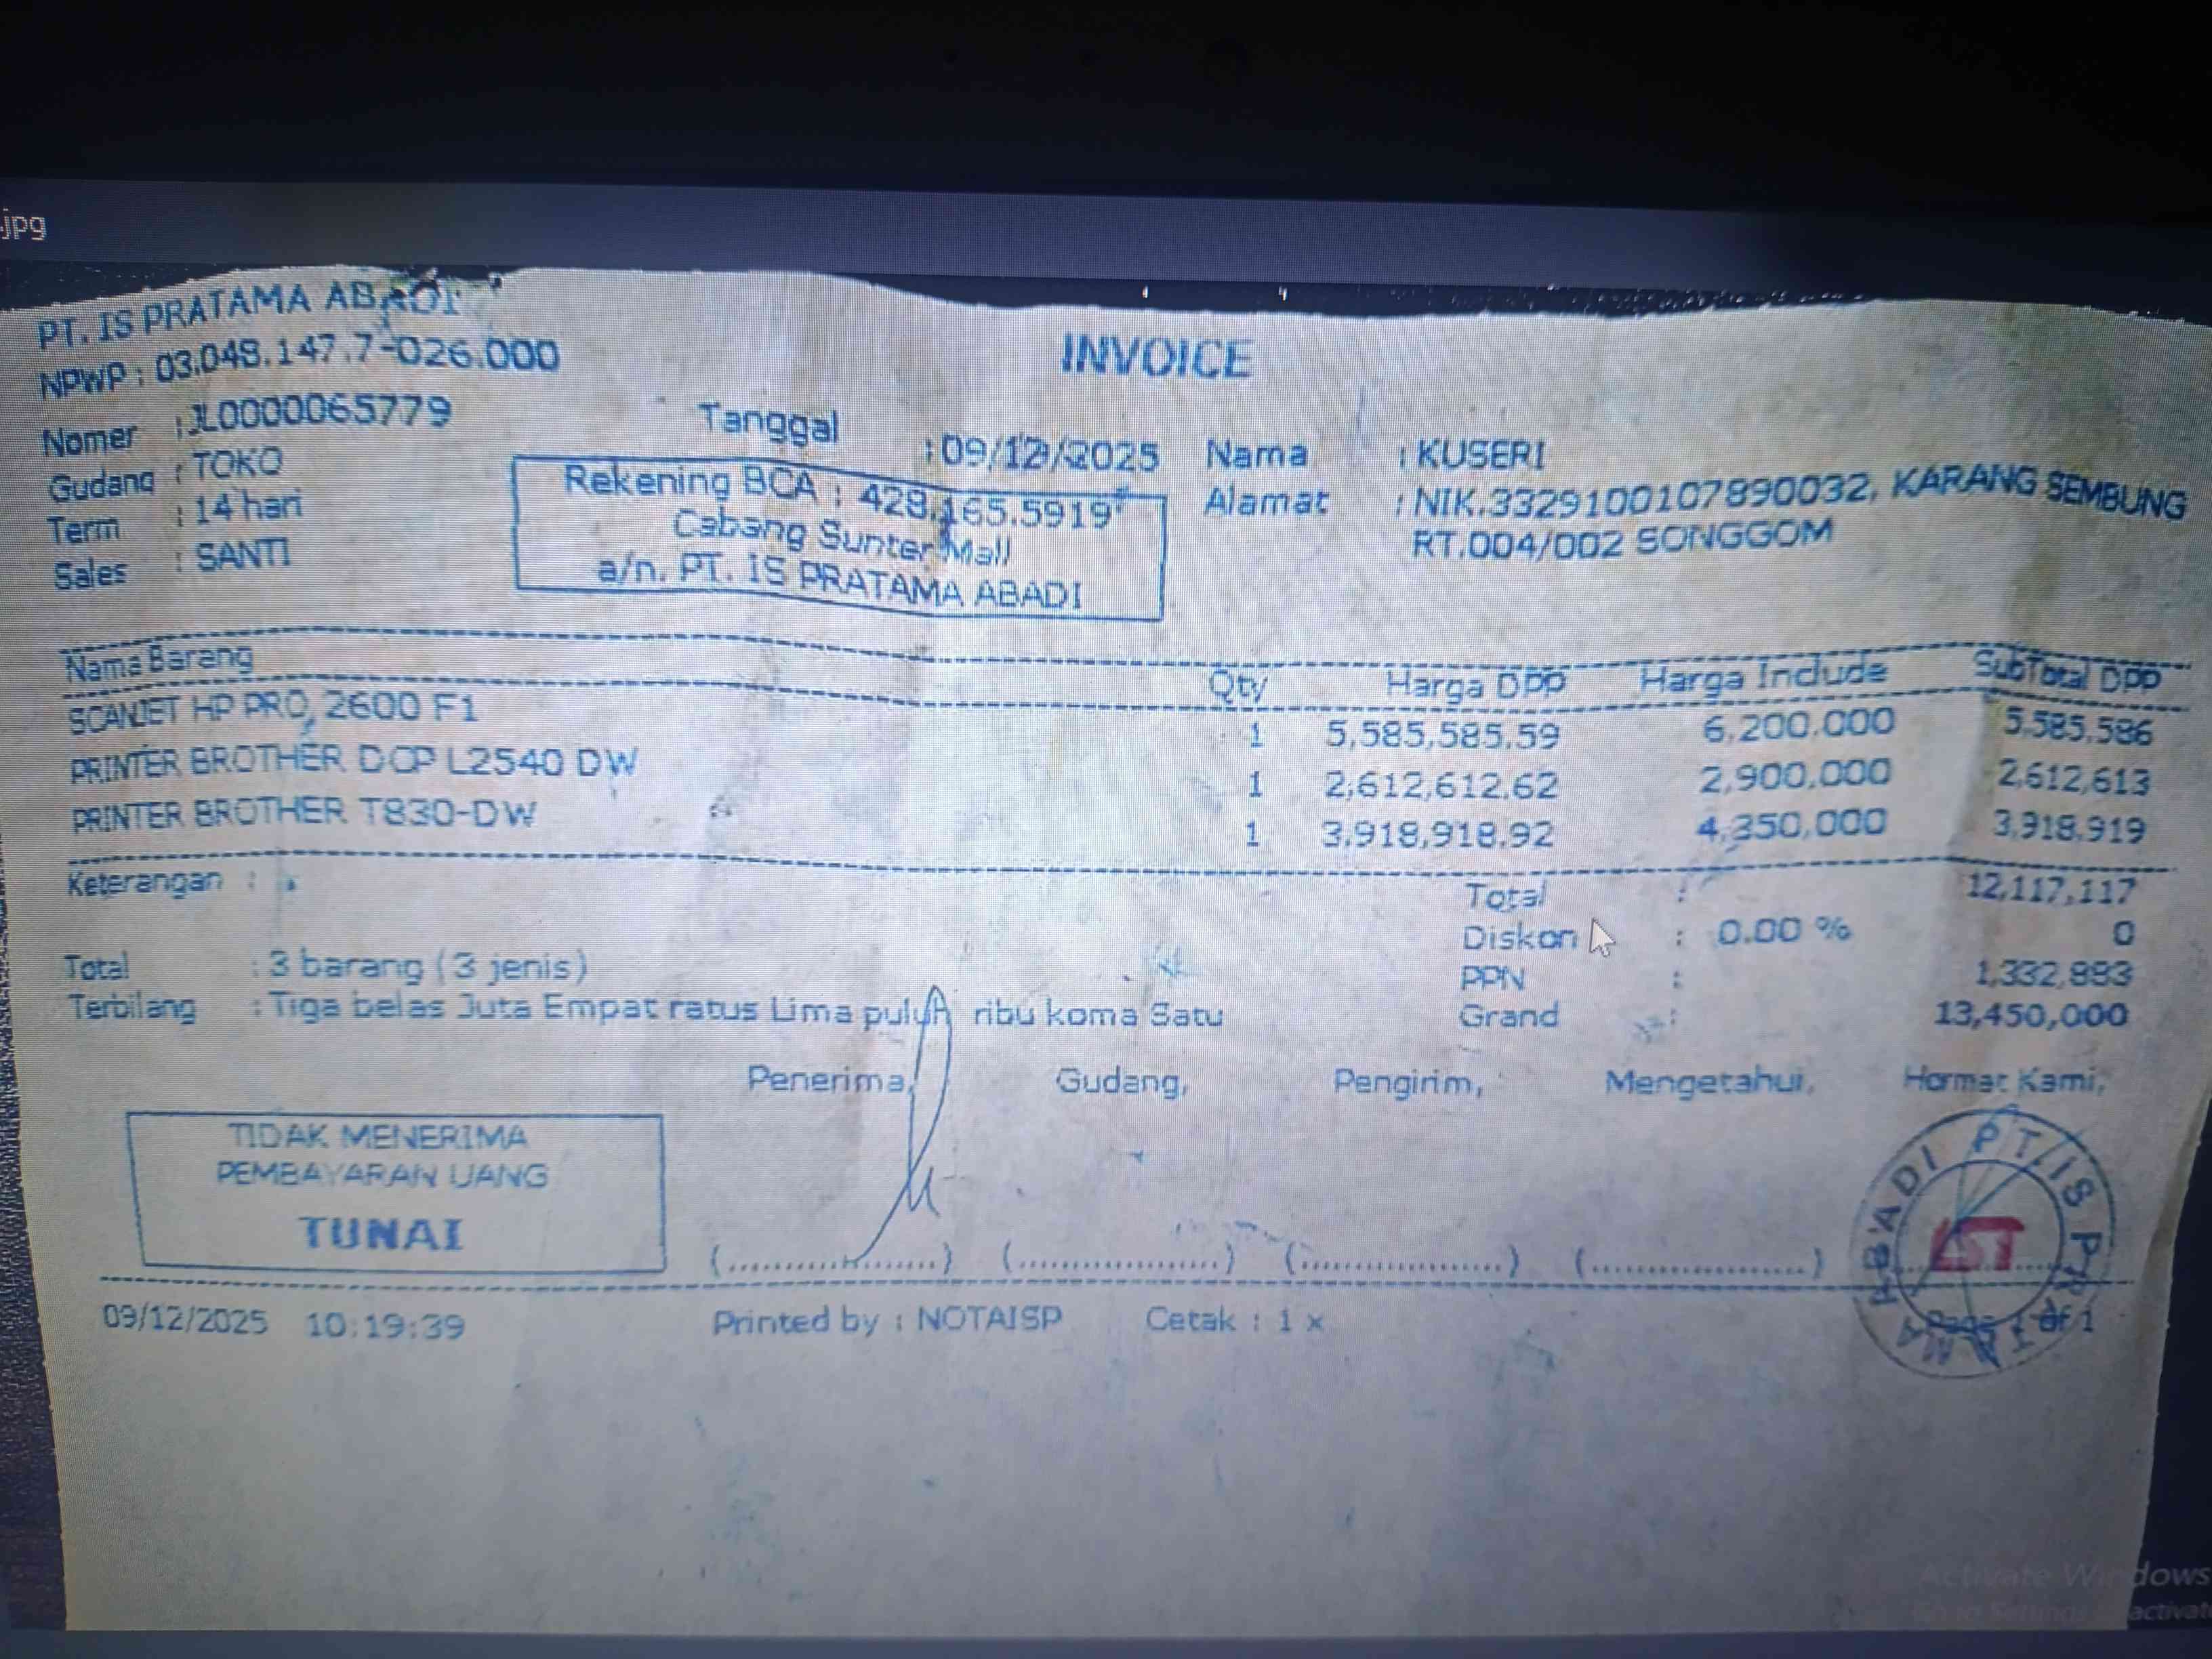 .jpg
PT. IS PRATAMA ABADI
NPWP : 03.048.147.7-026.000
INVOICE
Nomer : JL0000065779
Gudang : TOKO
Term : 14 hari
Sales : SANTI
Tanggal : 09/12/2025
Rekening BCA : 428.165.5919
Cabang Sunter Mall
a/n. PT. IS PRATAMA ABADI
Nama : KUSERI
Alamat : NIK.3329100107890032, KARANG SEMBUNG
RT.004/002 SONGGOM
Nama Barang Qty Harga DPP Harga Include SubTotal DPP
SCANJET HP PRO 2600 F1 1 5,585,585.59 6.200.000 5.585.586
PRINTER BROTHER DCP L2540 DW 1 2,612,612.62 2,900,000 2,612,613
PRINTER BROTHER T830-DW 1 3,918,918.92 4,350,000 3,918,919
Keterangan :
Total : 12,117,117
Diskon : 0.00 % 0
PPN : 1,332,883
Grand : 13,450,000
Total : 3 barang (3 jenis)
Terbilang : Tiga belas Juta Empat ratus Lima puluh ribu koma Satu
Penerima, Gudang, Pengirim, Mengetahui, Hormat Kami,
TIDAK MENERIMA
PEMBAYARAN UANG
TUNAI
(....................) (....................) (....................) (....................)
PT. IS PRATAMA ABADI
IST
09/12/2025 10:19:39 Printed by : NOTAISP Cetak : 1 x Page 1 of 1
Activate Windows